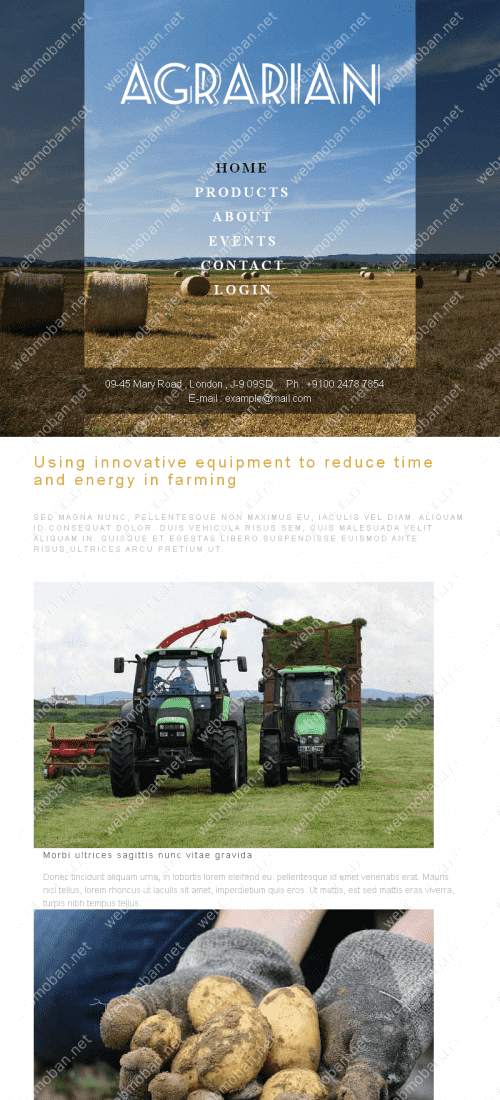 AGRARIAN
HOME
PRODUCTS
ABOUT
EVENTS
CONTACT
LOGIN
09-45 Mary Road , London , J-9 09SD Ph : +9100 2478 7854
E-mail : example@mail.com
Using innovative equipment to reduce time
and energy in farming
SED MAGNA NUNC, PELLENTESQUE NON MAXIMUS EU, IACULIS VEL DIAM. ALIQUAM
ID CONSEQUAT DOLOR. DUIS VEHICULA RISUS SEM, QUIS MALESUADA VELIT
ALIQUAM IN. QUISQUE ET EGESTAS LIBERO.SUSPENDISSE EUISMOD ANTE
RISUS,ULTRICES ARCU PRETIUM UT.
Morbi ultrices sagittis nunc vitae gravida
Donec tincidunt aliquam urna, in lobortis lorem eleifend eu. pellentesque id emet venenatis erat. Mauris
nisl tellus, lorem rhoncus ut iaculis sit amet, imperdietium quis eros. Ut mattis, est sed mattis eras viverra,
turpis nibh tempus tellus.
webmoban.net